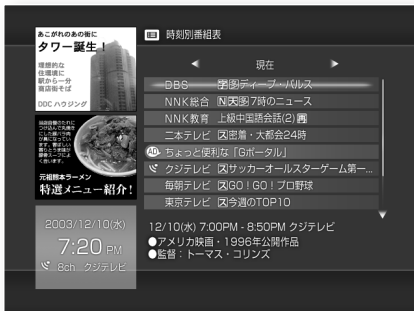 あこがれのあの街に
タワー誕生!
理想的な
住環境に
駅から一分
商店街そば
DDC ハウジング
元祖熊本ラーメン
特選メニュー紹介!
2003/12/10(水)
7:20 PM
8ch クジテレビ
時刻別番組表
現在
DBS 字図ディープ・パルス
NNK総合 N天図7時のニュース
NNK教育 上級中国語会話(2) 再
二本テレビ 図密着・大都会24時
AD ちょっと便利な「Gポータル」
クジテレビ 図サッカーオールスターゲーム第一...
毎朝テレビ 図GO!GO!プロ野球
東京テレビ 図今週のTOP10
12/10(水) 7:00PM - 8:50PM クジテレビ
●アメリカ映画・1996年公開作品
●監督:トーマス・コリンズ